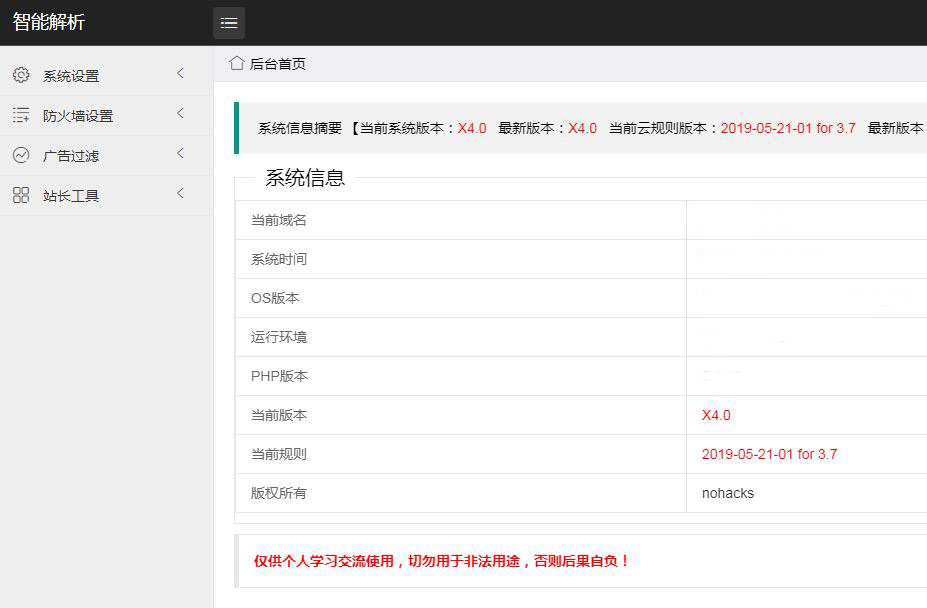 智能解析
系统设置
防火墙设置
广告过滤
站长工具
后台首页
系统信息摘要 【当前系统版本：X4.0 最新版本：X4.0 当前云规则版本：2019-05-21-01 for 3.7 最新版本
系统信息
当前域名
系统时间
OS版本
运行环境
PHP版本
当前版本 X4.0
当前规则 2019-05-21-01 for 3.7
版权所有 nohacks
仅供个人学习交流使用，切勿用于非法用途，否则后果自负！